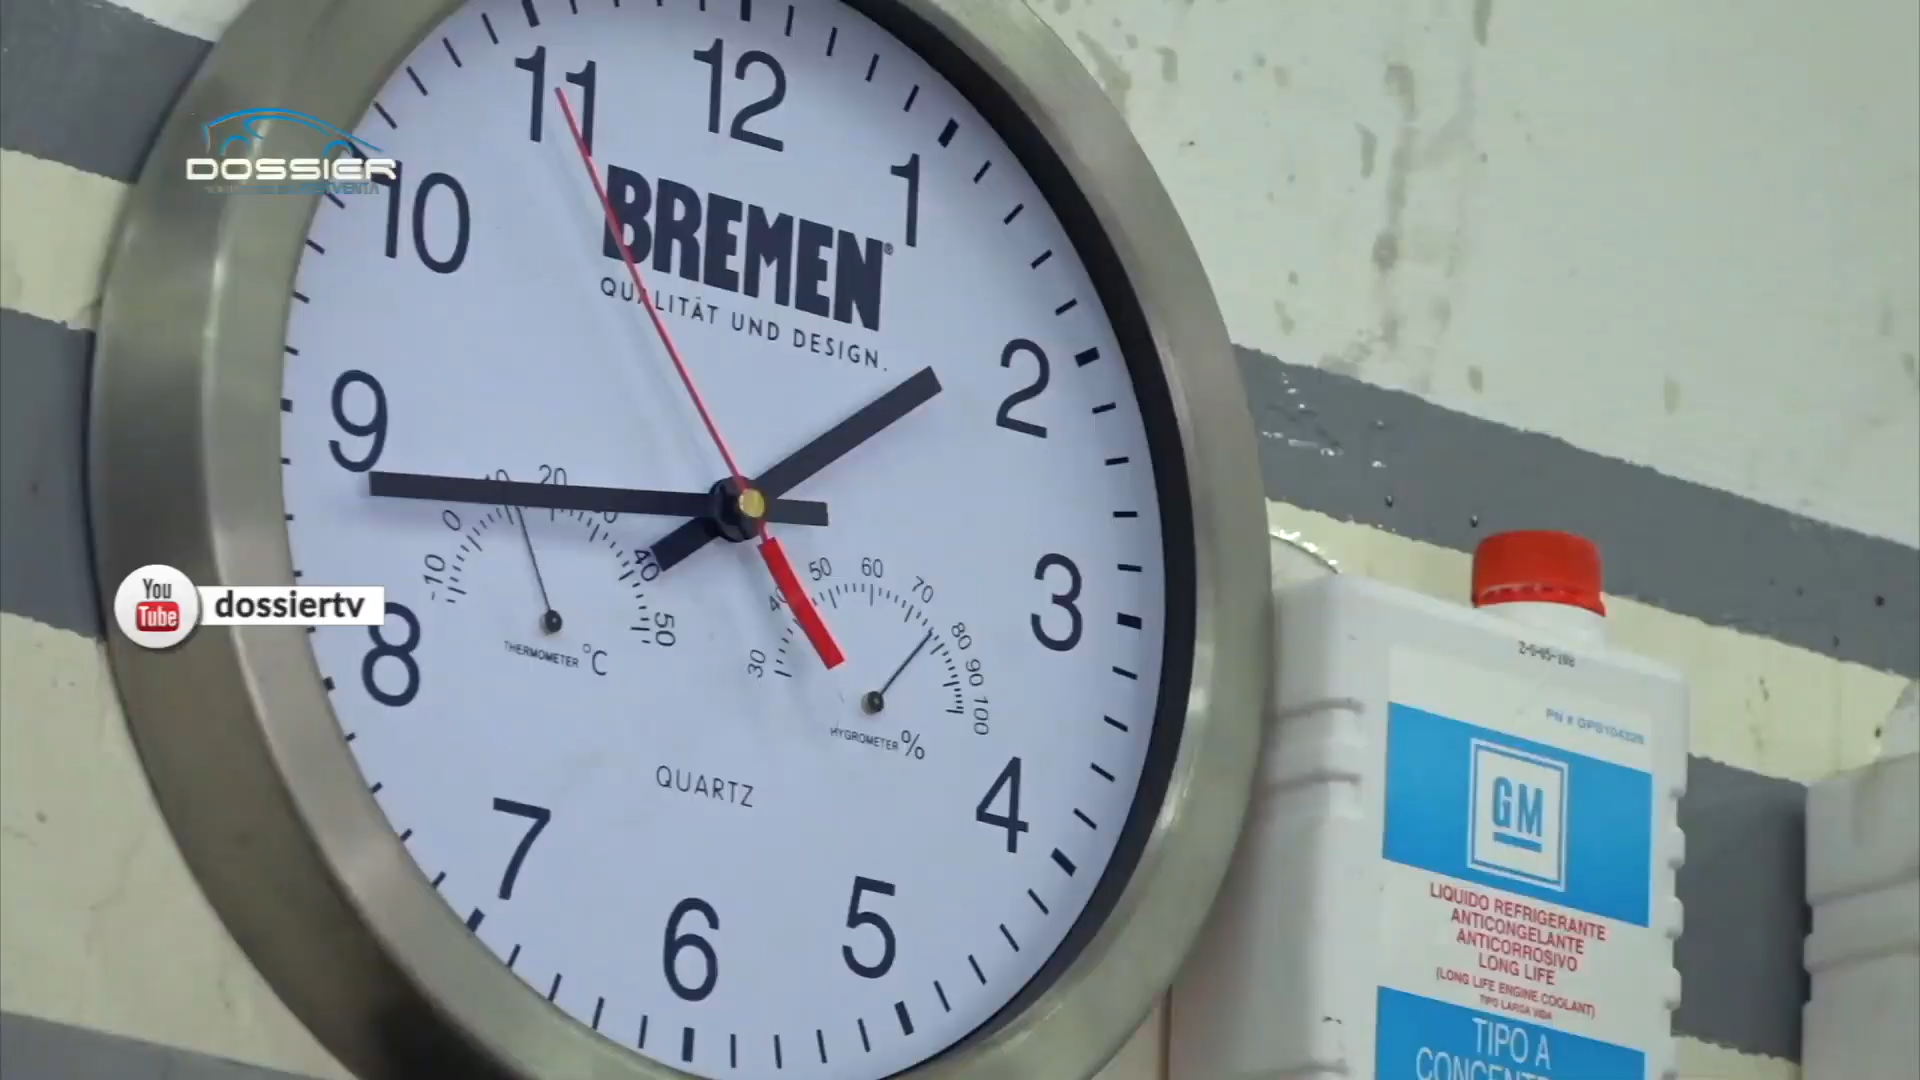 DOSSIER
POSTVENTA
You
Tube
dossiertv
12
1
2
3
4
5
6
7
8
9
10
11
BREMEN®
QUALITÄT UND DESIGN.
-10
0
10
20
40
50
THERMOMETER °C
30
40
50
60
70
80
90
100
HYGROMETER %
QUARTZ
GM
LIQUIDO REFRIGERANTE
ANTICONGELANTE
ANTICORROSIVO
LONG LIFE
(LONG LIFE ENGINE COOLANT)
TIPO LARGA VIDA
TIPO A